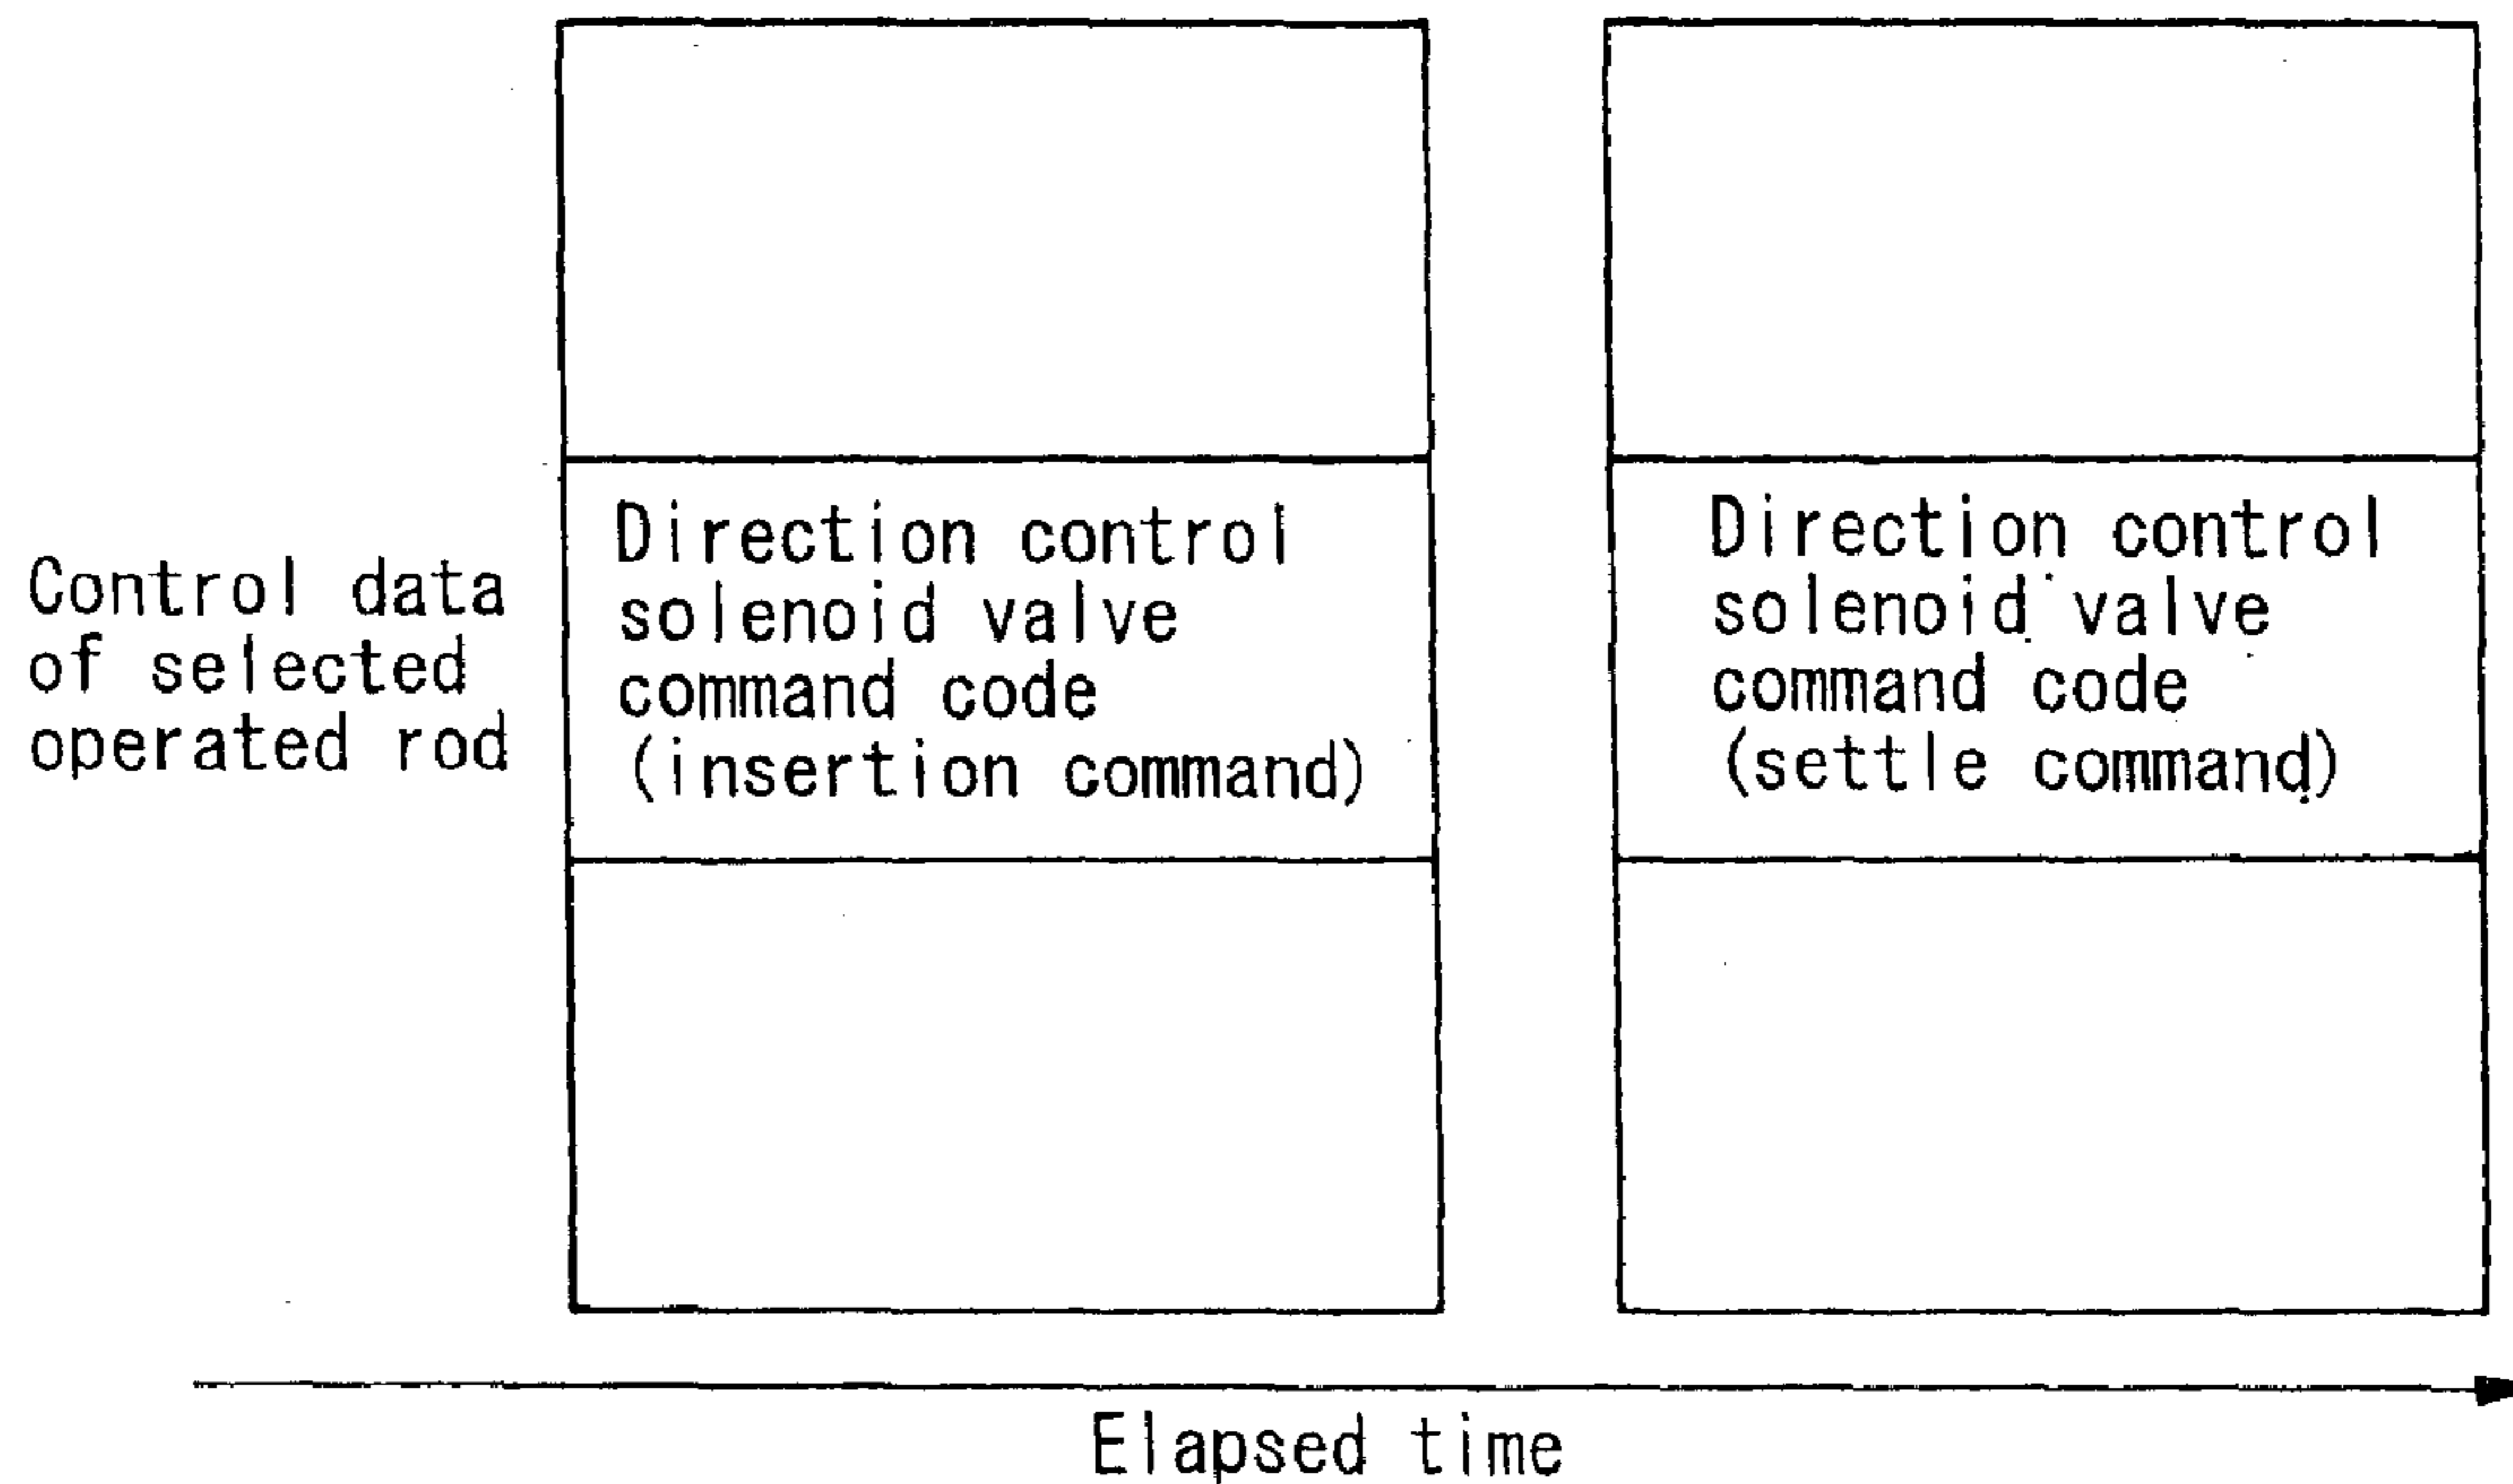 Control data
of selected
operated rod
Direction control
solenoid valve
command code
(insertion command)
Direction control
solenoid valve
command code
(settle command)
Elapsed time